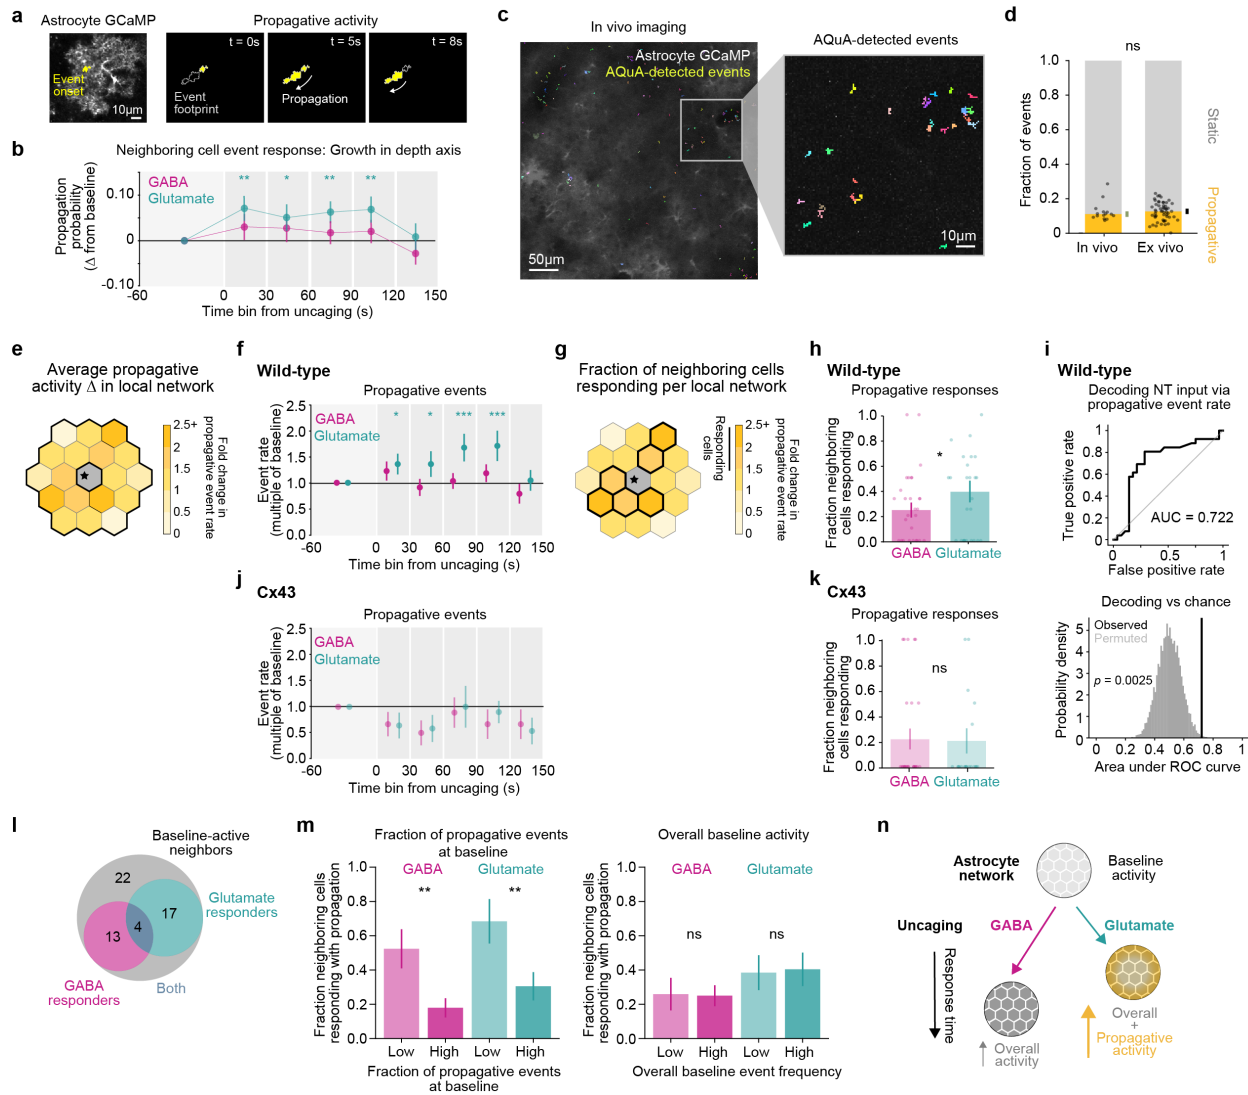 a
Astrocyte GCaMP
Event
onset
10µm
Propagative activity
t = 0s
Event
footprint
t = 5s
Propagation
t = 8s
b
Neighboring cell event response: Growth in depth axis
Propagation
probability
(Δ from baseline)
GABA
Glutamate
** * ** **
0.10
0
-0.10
-60 0 30 60 90 120 150
Time bin from uncaging (s)
c
In vivo imaging
Astrocyte GCaMP
AQuA-detected events
50µm
AQuA-detected events
10µm
d
ns
Fraction of events
1.0
0.8
0.6
0.4
0.2
0
In vivo Ex vivo
Static
Propagative
e
Average propagative
activity Δ in local network
2.5+
2
1.5
1
0.5
0
Fold change in
propagative event rate
f
Wild-type
Propagative events
GABA
Glutamate
* * *** ***
Event rate
(multiple of baseline)
2.5
2.0
1.5
1.0
0.5
0.0
-60 0 30 60 90 120 150
Time bin from uncaging (s)
g
Fraction of neighboring cells
responding per local network
Responding
cells
2.5+
2
1.5
1
0.5
0
Fold change in
propagative event rate
h
Wild-type
Propagative responses
*
Fraction neighboring
cells responding
1.0
0.8
0.6
0.4
0.2
0.0
GABA Glutamate
i
Wild-type
Decoding NT input via
propagative event rate
True positive rate
1
0.8
0.6
0.4
0.2
0
AUC = 0.722
0 0.5 1
False positive rate
Decoding vs chance
Observed
Permuted
p = 0.0025
Probability density
5
4
3
2
1
0
0 0.2 0.4 0.6 0.8 1
Area under ROC curve
j
Cx43
Propagative events
GABA
Glutamate
Event rate
(multiple of baseline)
2.5
2.0
1.5
1.0
0.5
0.0
-60 0 30 60 90 120 150
Time bin from uncaging (s)
k
Cx43
Propagative responses
ns
Fraction neighboring
cells responding
1.0
0.8
0.6
0.4
0.2
0.0
GABA Glutamate
l
Baseline-active
neighbors
22
17
4
13
Glutamate
responders
GABA
responders
Both
m
Fraction of propagative events
at baseline
GABA Glutamate
** **
Fraction neighboring cells
responding with propagation
1.0
0.8
0.6
0.4
0.2
0.0
Low High Low High
Fraction of propagative events
at baseline
Overall baseline activity
GABA Glutamate
ns ns
Fraction neighboring cells
responding with propagation
1.0
0.8
0.6
0.4
0.2
0.0
Low High Low High
Overall baseline event frequency
n
Astrocyte
network
Baseline
activity
Uncaging
GABA
Glutamate
Response time
Overall
activity
Overall
+
Propagative
activity